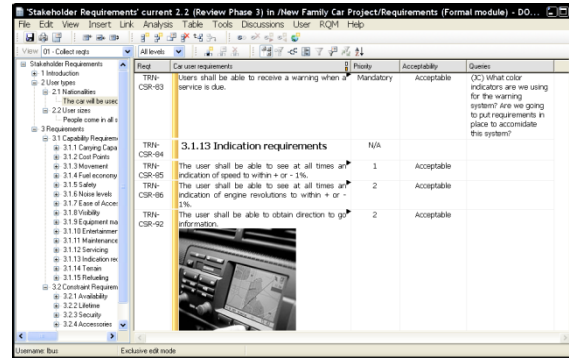 'Stakeholder Requirements' current 2.2 (Review Phase 3) in /New Family Car Project/Requirements (Formal module) - DO...
File Edit View Insert Link Analysis Table Tools Discussions User RQM Help
View 01 - Collect reqts All levels
Stakeholder Requirements
1 Introduction
2 User types
2.1 Nationalities
The car will be usec
2.2 User sizes
People come in all s
3 Requirements
3.1 Capability Requirem
3.1.1 Carrying Capa
3.1.2 Cost Points
3.1.3 Movement
3.1.4 Fuel economy
3.1.5 Safety
3.1.6 Noise levels
3.1.7 Ease of Acces
3.1.8 Visibility
3.1.9 Equipment ma
3.1.10 Entertainmer
3.1.11 Maintenance
3.1.12 Servicing
3.1.13 Indication rec
3.1.14 Terrain
3.1.15 Refueling
3.2 Constraint Requirem
3.2.1 Availability
3.2.2 Lifetime
3.2.3 Security
3.2.4 Accessories
Reqt Car user requirements Priority Acceptability Queries
TRN-CSR-83 Users shall be able to receive a warning when a Mandatory Acceptable (JC) What color
service is due. indicators are we using
for the warning
system? Are we going
to put requirements in
place to accomidate
this system?
TRN-CSR-84 3.1.13 Indication requirements N/A
TRN-CSR-85 The user shall be able to see at all times an 1 Acceptable
indication of speed to within + or - 1%.
TRN-CSR-86 The user shall be able to see at all times an 2 Acceptable
indication of engine revolutions to within + or -
1%.
TRN-CSR-92 The user shall be able to obtain direction to go 2 Acceptable
information.
Username: lbus Exclusive edit mode